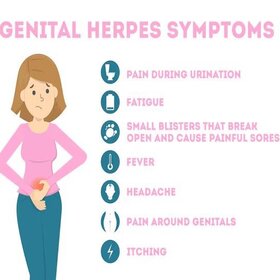 GENITAL HERPES SYMPTOMS
PAIN DURING URINATION
FATIGUE
SMALL BLISTERS THAT BREAK
OPEN AND CAUSE PAINFUL SORES
FEVER
HEADACHE
PAIN AROUND GENITALS
ITCHING